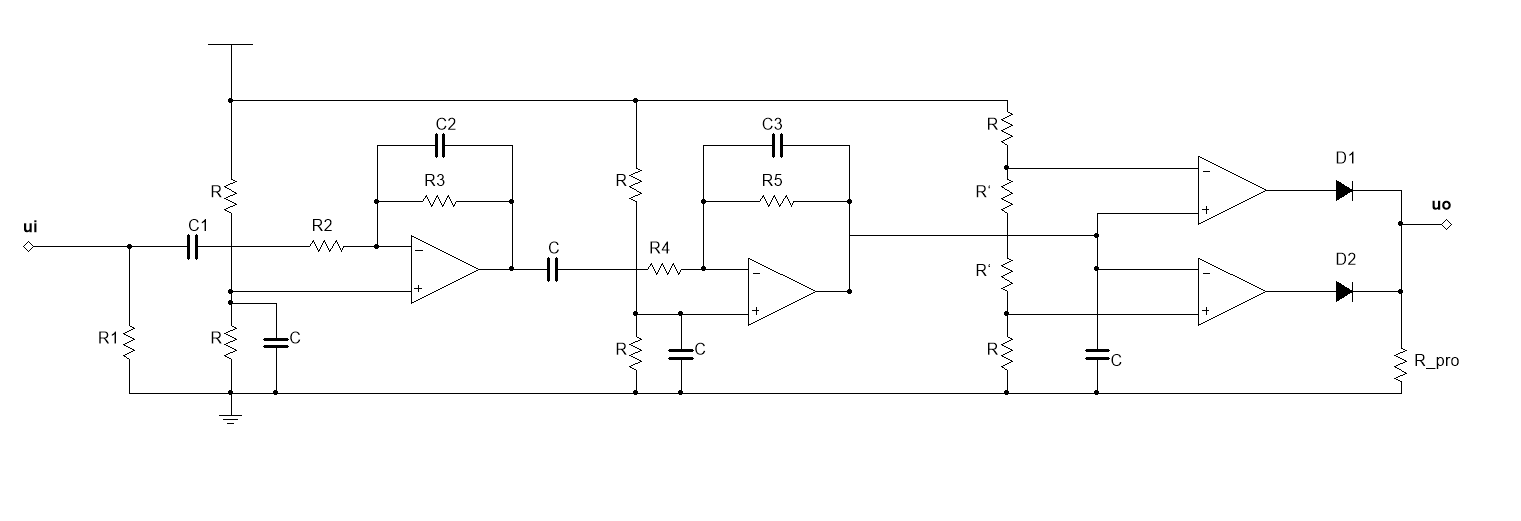 C2
C3
R
R3
R5
D1
R
R
R‘
ui
C1
R2
uo
C
R4
R‘
D2
R1
R
C
R
C
R
C
R_pro
− + − + − + − +